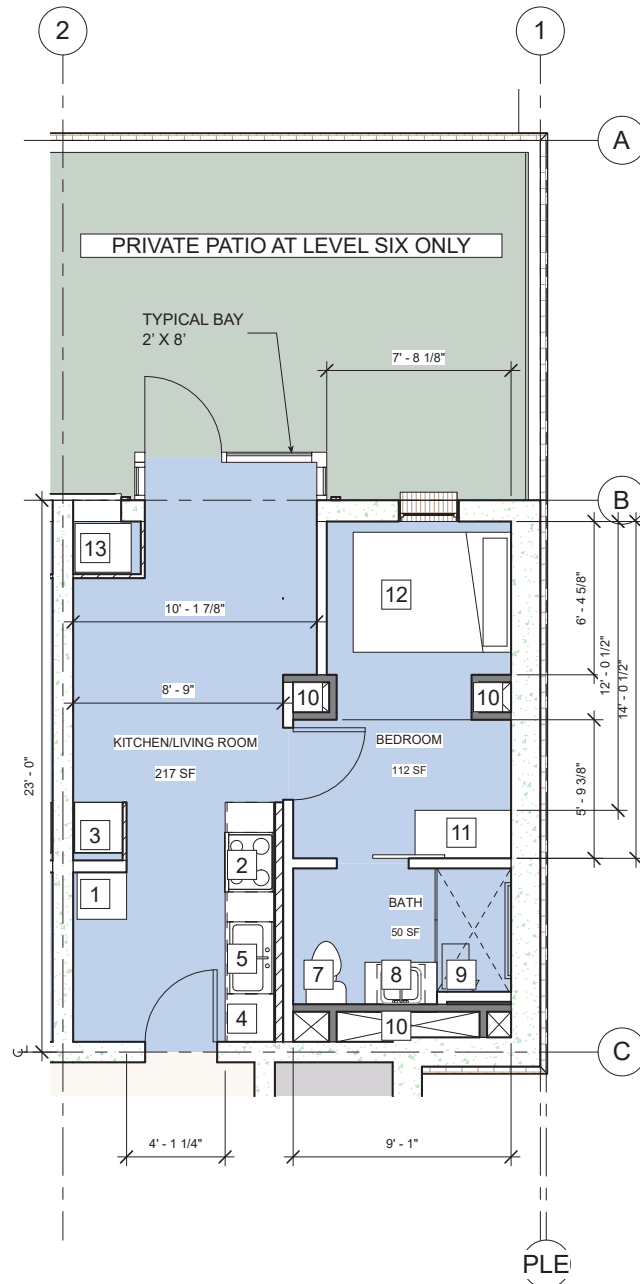 2
1
A
PRIVATE PATIO AT LEVEL SIX ONLY
TYPICAL BAY
2' X 8'
7' - 8 1/8"
B
13
12
6' - 4 5/8"
12' - 0 1/2"
14' - 0 1/2"
10' - 1 7/8"
8' - 9"
10
10
KITCHEN/LIVING ROOM
217 SF
BEDROOM
112 SF
5' - 9 3/8"
23' - 0"
3
2
11
1
BATH
50 SF
5
7
8
9
4
10
C
4' - 1 1/4"
9' - 1"
PLE